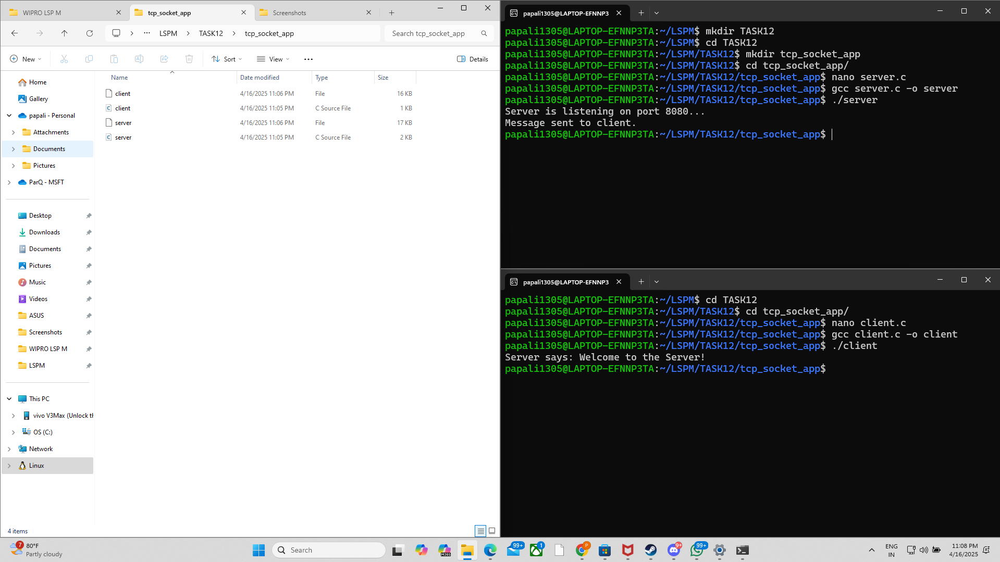 WIPRO LSP M
tcp_socket_app
Screenshots
LSPM
TASK12
tcp_socket_app
Search tcp_socket_app
New
Sort
View
Details
Name
Date modified
Type
Size
client 4/16/2025 11:06 PM File 16 KB
client 4/16/2025 11:05 PM C Source File 1 KB
server 4/16/2025 11:06 PM File 17 KB
server 4/16/2025 11:05 PM C Source File 2 KB
Home
Gallery
papali - Personal
Attachments
Documents
Pictures
ParQ - MSFT
Desktop
Downloads
Documents
Pictures
Music
Videos
ASUS
Screenshots
WIPRO LSP M
LSPM
This PC
vivo V3Max (Unlock th
OS (C:)
Network
Linux
4 items
papali1305@LAPTOP-EFNNP3
papali1305@LAPTOP-EFNNP3TA:~/LSPM$ mkdir TASK12
papali1305@LAPTOP-EFNNP3TA:~/LSPM$ cd TASK12
papali1305@LAPTOP-EFNNP3TA:~/LSPM/TASK12$ mkdir tcp_socket_app
papali1305@LAPTOP-EFNNP3TA:~/LSPM/TASK12$ cd tcp_socket_app/
papali1305@LAPTOP-EFNNP3TA:~/LSPM/TASK12/tcp_socket_app$ nano server.c
papali1305@LAPTOP-EFNNP3TA:~/LSPM/TASK12/tcp_socket_app$ gcc server.c -o server
papali1305@LAPTOP-EFNNP3TA:~/LSPM/TASK12/tcp_socket_app$ ./server
Server is listening on port 8080...
Message sent to client.
papali1305@LAPTOP-EFNNP3TA:~/LSPM/TASK12/tcp_socket_app$
papali1305@LAPTOP-EFNNP3
papali1305@LAPTOP-EFNNP3TA:~/LSPM$ cd TASK12
papali1305@LAPTOP-EFNNP3TA:~/LSPM/TASK12$ cd tcp_socket_app/
papali1305@LAPTOP-EFNNP3TA:~/LSPM/TASK12/tcp_socket_app$ nano client.c
papali1305@LAPTOP-EFNNP3TA:~/LSPM/TASK12/tcp_socket_app$ gcc client.c -o client
papali1305@LAPTOP-EFNNP3TA:~/LSPM/TASK12/tcp_socket_app$ ./client
Server says: Welcome to the Server!
papali1305@LAPTOP-EFNNP3TA:~/LSPM/TASK12/tcp_socket_app$
7
80°F
Partly cloudy
Search
M365
99+
1
P
9+
99+
ENG
IN
11:08 PM
4/16/2025